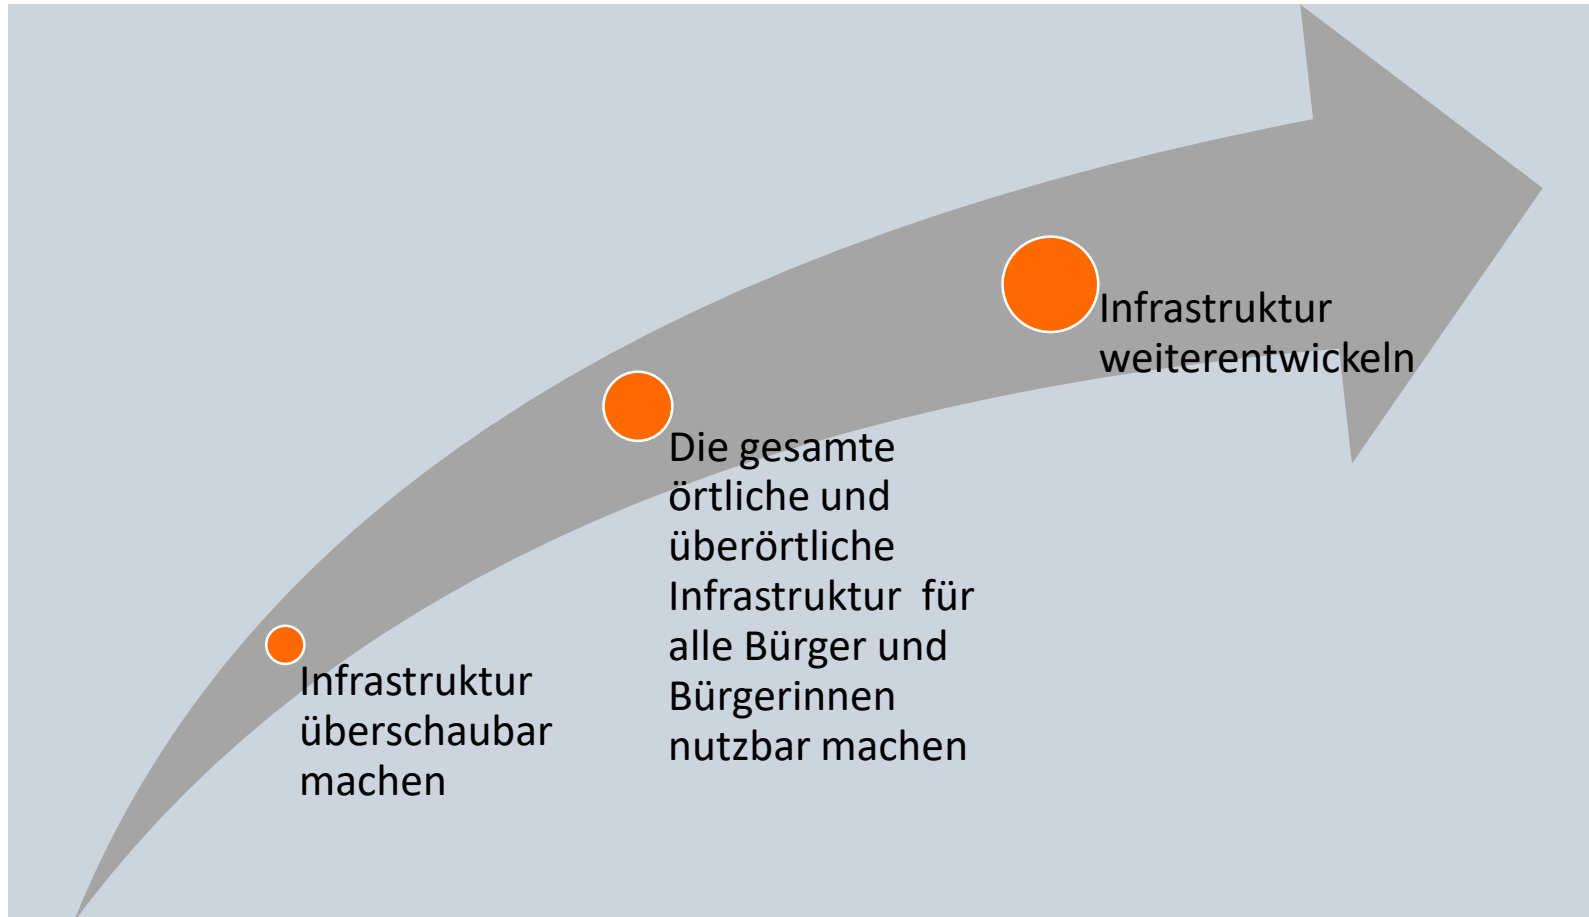 Infrastruktur
überschaubar
machen
Die gesamte
örtliche und
überörtliche
Infrastruktur  für
alle Bürger und
Bürgerinnen
nutzbar machen
Infrastruktur
weiterentwickeln